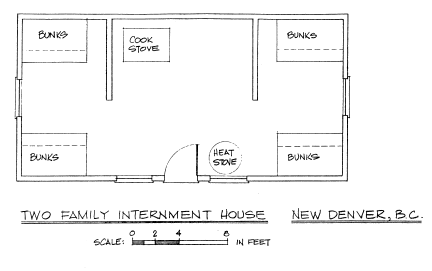 BUNKS
COOK
STOVE
BUNKS
BUNKS
HEAT
STOVE
BUNKS
TWO FAMILY INTERNMENT HOUSE NEW DENVER, B.C.
SCALE: 0 2 4 8 IN FEET